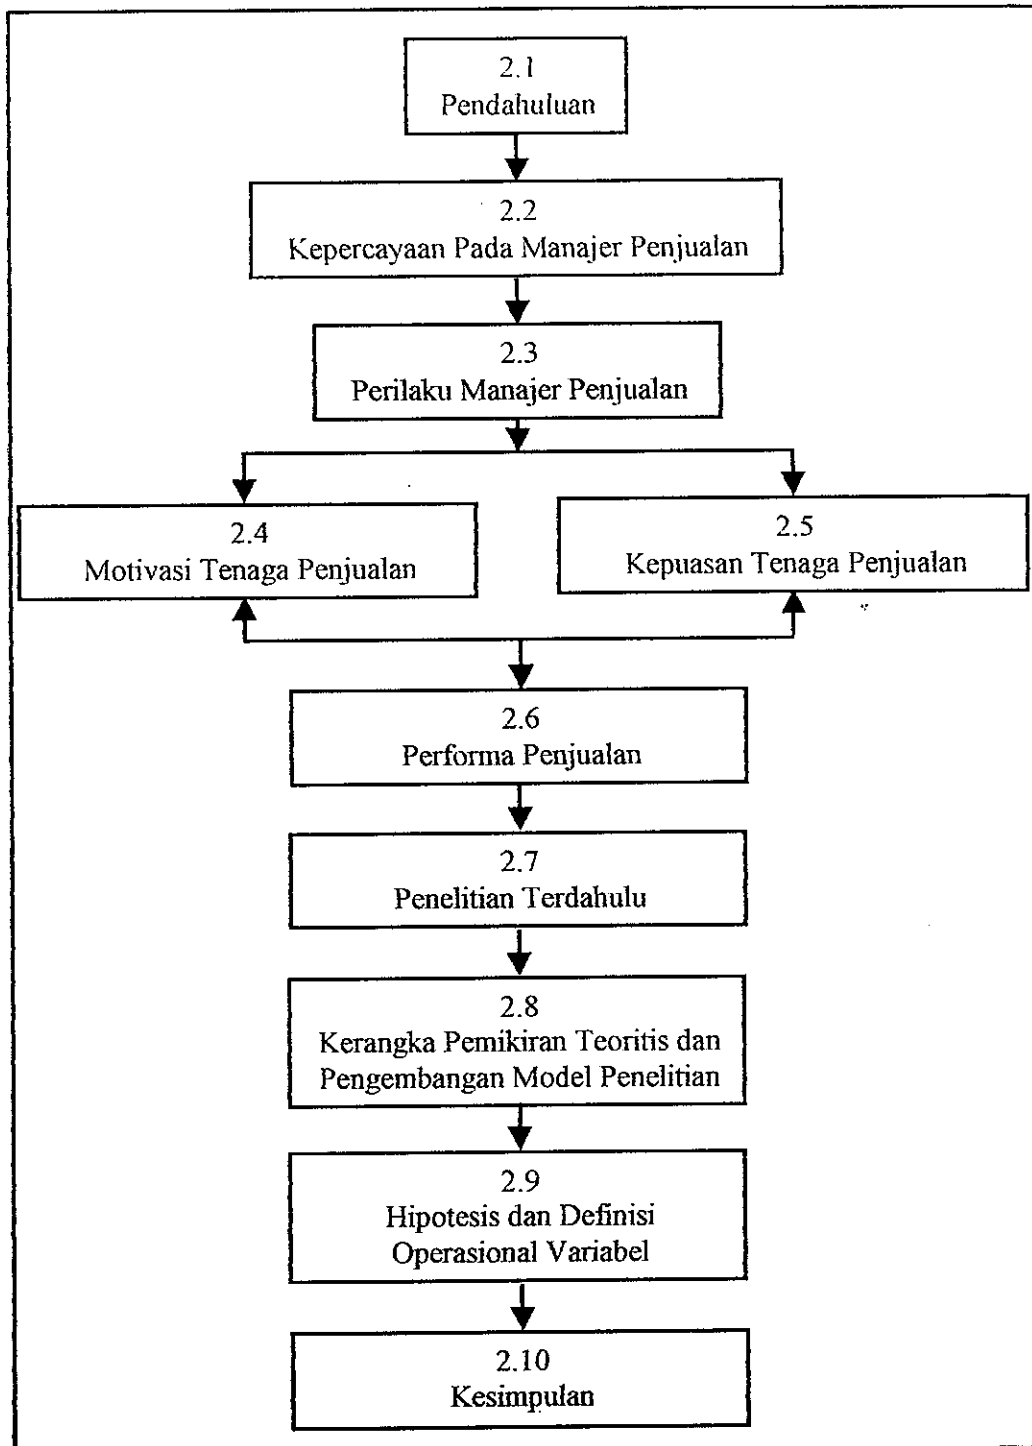 2.1
Pendahuluan
2.2
Kepercayaan Pada Manajer Penjualan
2.3
Perilaku Manajer Penjualan
2.4
Motivasi Tenaga Penjualan
2.5
Kepuasan Tenaga Penjualan
2.6
Performa Penjualan
2.7
Penelitian Terdahulu
2.8
Kerangka Pemikiran Teoritis dan
Pengembangan Model Penelitian
2.9
Hipotesis dan Definisi
Operasional Variabel
2.10
Kesimpulan